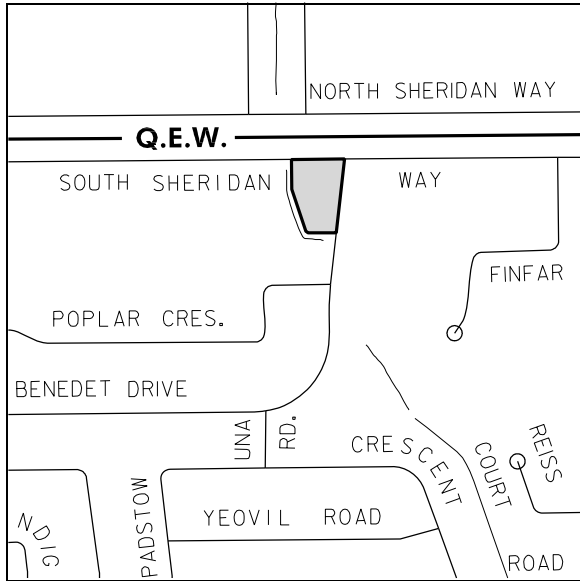 NORTH SHERIDAN WAY
Q.E.W.
SOUTH SHERIDAN WAY
FINFAR
POPLAR CRES.
BENEDET DRIVE
UNA RD.
CRESCENT
COURT
REISS
NDIG
PADSTOW
YEOVIL ROAD
ROAD